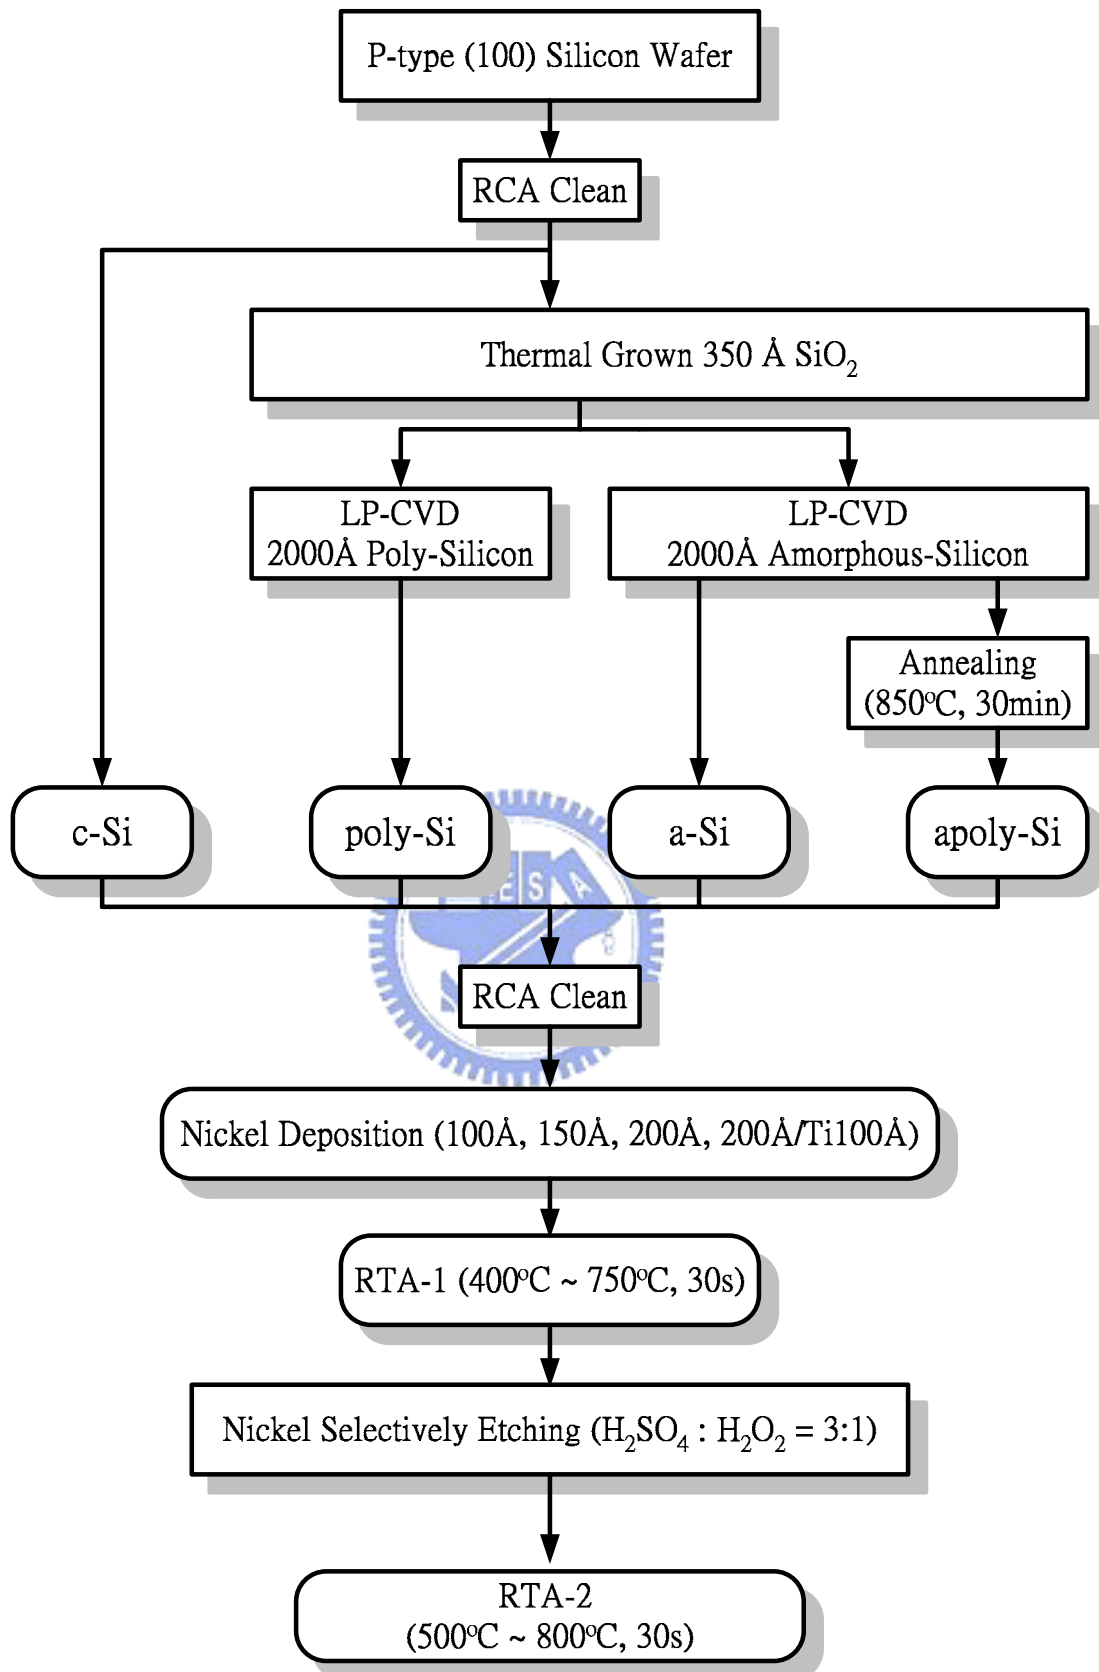 P-type (100) Silicon Wafer
RCA Clean
Thermal Grown 350 Å SiO₂
LP-CVD
2000Å Poly-Silicon
LP-CVD
2000Å Amorphous-Silicon
Annealing
(850°C, 30min)
c-Si
poly-Si
a-Si
apoly-Si
E S A
RCA Clean
Nickel Deposition (100Å, 150Å, 200Å, 200Å/Ti100Å)
RTA-1 (400°C ~ 750°C, 30s)
Nickel Selectively Etching (H₂SO₄ : H₂O₂ = 3:1)
RTA-2
(500°C ~ 800°C, 30s)